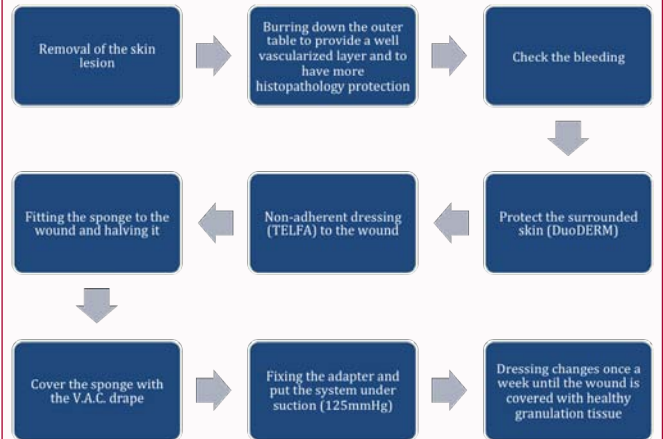 Removal of the skin
lesion
Burring down the outer
table to provide a well
vascularized layer and to
have more
histopathology protection
Check the bleeding
Protect the surrounded
skin (DuoDERM)
Non-adherent dressing
(TELFA) to the wound
Fitting the sponge to the
wound and halving it
Cover the sponge with
the V.A.C. drape
Fixing the adapter and
put the system under
suction (125mmHg)
Dressing changes once a
week until the wound is
covered with healthy
granulation tissue